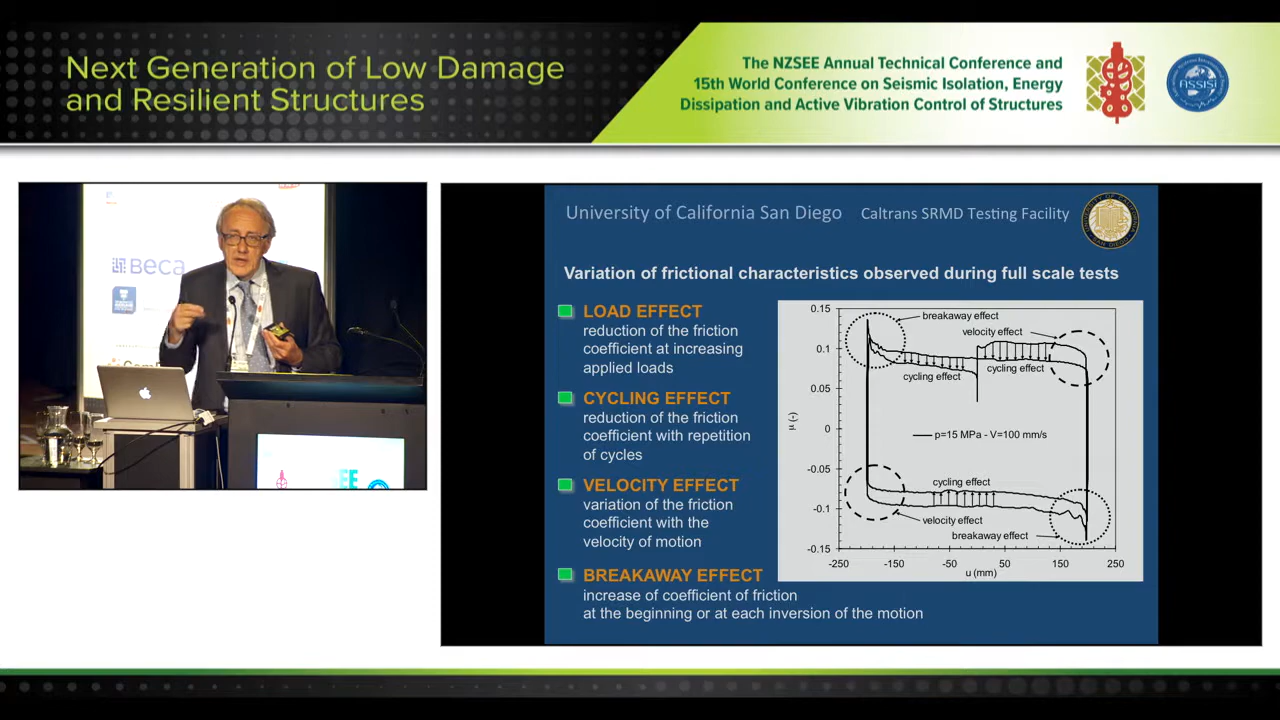 Next Generation of Low Damage
and Resilient Structures
The NZSEE Annual Technical Conference and
15th World Conference on Seismic Isolation, Energy
Dissipation and Active Vibration Control of Structures
ASSISi
Beca
University of California San Diego Caltrans SRMD Testing Facility
Variation of frictional characteristics observed during full scale tests
LOAD EFFECT
reduction of the friction
coefficient at increasing
applied loads
CYCLING EFFECT
reduction of the friction
coefficient with repetition
of cycles
VELOCITY EFFECT
variation of the friction
coefficient with the
velocity of motion
BREAKAWAY EFFECT
increase of coefficient of friction
at the beginning or at each inversion of the motion
0.15
0.1
0.05
0
-0.05
-0.1
-0.15
μ (-)
breakaway effect
velocity effect
cycling effect
cycling effect
p=15 MPa - V=100 mm/s
cycling effect
velocity effect
breakaway effect
-250 -150 -50 50 150 250
u (mm)